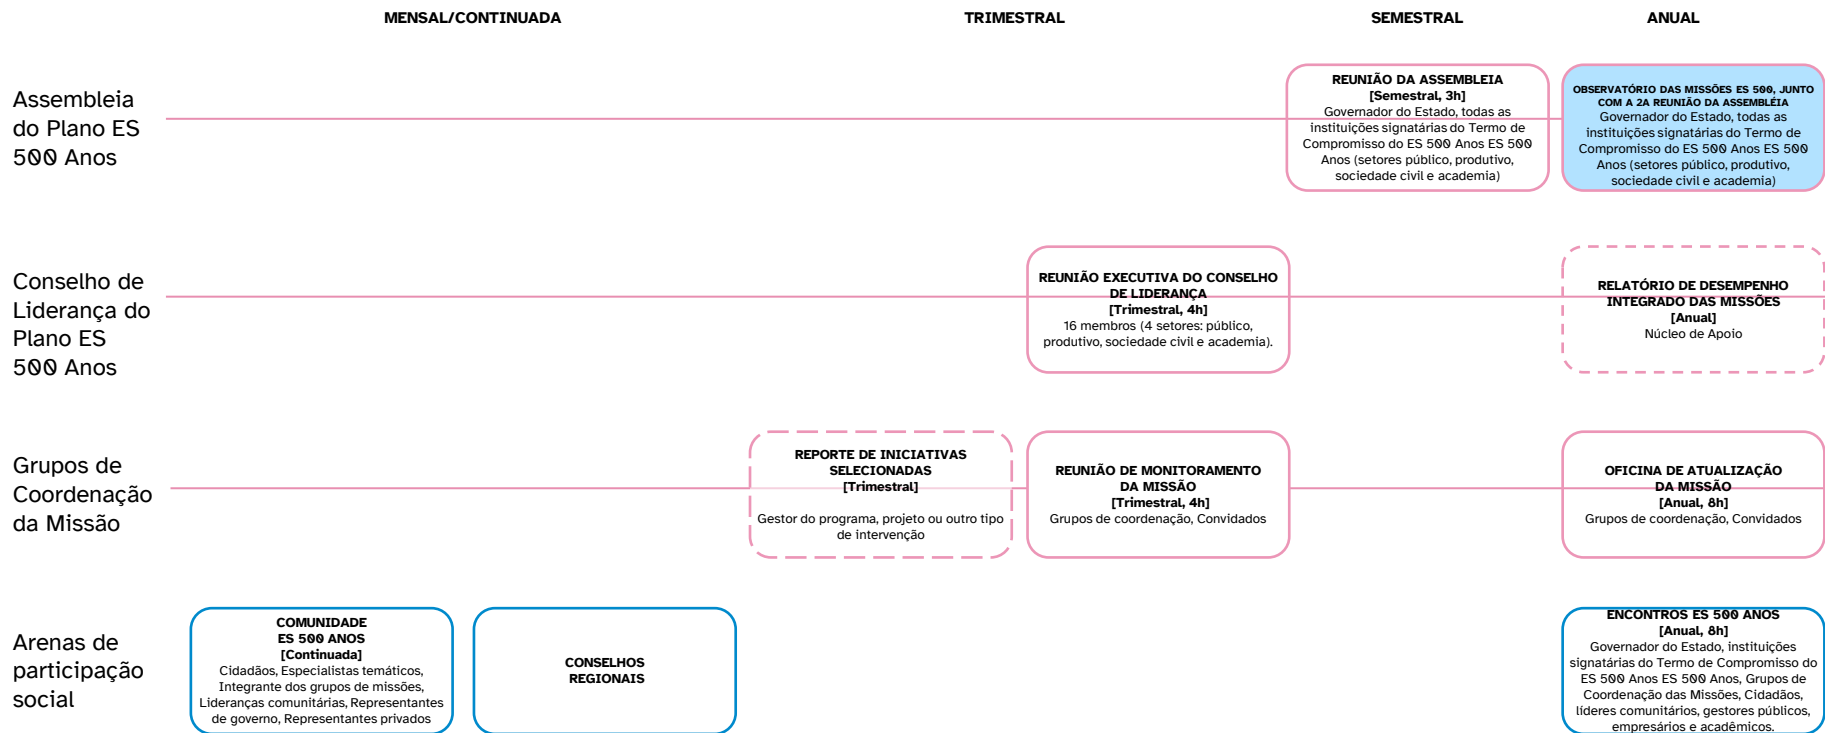 MENSAL/CONTINUADA
TRIMESTRAL
SEMESTRAL
ANUAL
Assembleia
do Plano ES
500 Anos
REUNIÃO DA ASSEMBLEIA
[Semestral, 3h]
Governador do Estado, todas as
instituições signatárias do Termo de
Compromisso do ES 500 Anos ES 500
Anos (setores público, produtivo,
sociedade civil e academia)
OBSERVATÓRIO DAS MISSÕES ES 500, JUNTO
COM A 2A REUNIÃO DA ASSEMBLÉIA
Governador do Estado, todas as
instituições signatárias do Termo de
Compromisso do ES 500 Anos ES 500
Anos (setores público, produtivo,
sociedade civil e academia)
Conselho de
Liderança do
Plano ES
500 Anos
REUNIÃO EXECUTIVA DO CONSELHO
DE LIDERANÇA
[Trimestral, 4h]
16 membros (4 setores: público,
produtivo, sociedade civil e academia).
RELATÓRIO DE DESEMPENHO
INTEGRADO DAS MISSÕES
[Anual]
Núcleo de Apoio
Grupos de
Coordenação
da Missão
REPORTE DE INICIATIVAS
SELECIONADAS
[Trimestral]
Gestor do programa, projeto ou outro tipo
de intervenção
REUNIÃO DE MONITORAMENTO
DA MISSÃO
[Trimestral, 4h]
Grupos de coordenação, Convidados
OFICINA DE ATUALIZAÇÃO
DA MISSÃO
[Anual, 8h]
Grupos de coordenação, Convidados
Arenas de
participação
social
COMUNIDADE
ES 500 ANOS
[Continuada]
Cidadãos, Especialistas temáticos,
Integrante dos grupos de missões,
Lideranças comunitárias, Representantes
de governo, Representantes privados
CONSELHOS
REGIONAIS
ENCONTROS ES 500 ANOS
[Anual, 8h]
Governador do Estado, instituições
signatárias do Termo de Compromisso do
ES 500 Anos ES 500 Anos, Grupos de
Coordenação das Missões, Cidadãos,
líderes comunitários, gestores públicos,
empresários e acadêmicos.